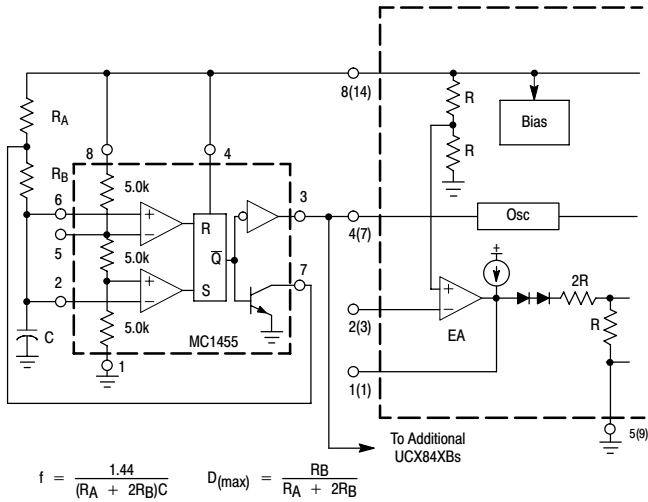 8(14)
R
Bias
R
RA
RB
8
4
6
5.0k
+
−
R
3
4(7)
Osc
5
5.0k
Q
7
+
2
+
−
S
2R
+
−
EA
2(3)
R
C
5.0k
MC1455
1
1(1)
To Additional
UCX84XBs
5(9)
f = 1.44 / (RA + 2RB)C
D(max) = RB / RA + 2RB